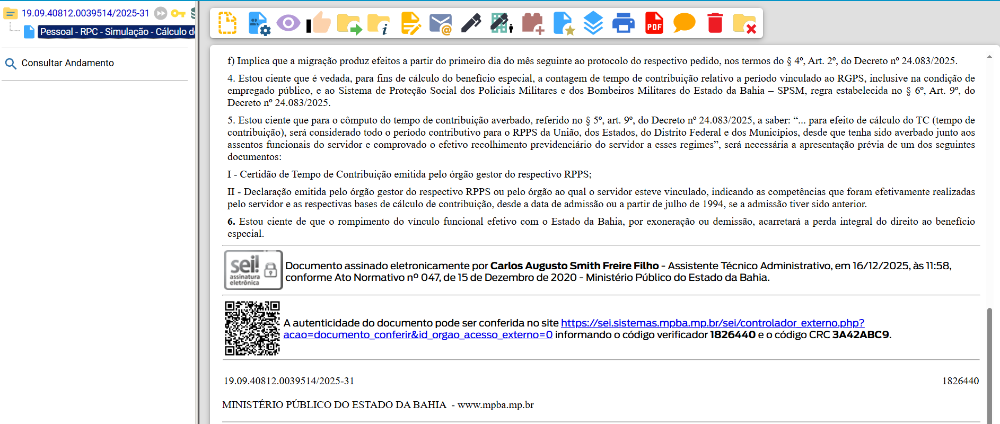 19.09.40812.0039514/2025-31
Pessoal - RPC - Simulação - Cálculo d
Consultar Andamento
f) Implica que a migração produz efeitos a partir do primeiro dia do mês seguinte ao protocolo do respectivo pedido, nos termos do § 4º, Art. 2º, do Decreto nº 24.083/2025.
4. Estou ciente que é vedada, para fins de cálculo do benefício especial, a contagem de tempo de contribuição relativo a período vinculado ao RGPS, inclusive na condição de
empregado público, e ao Sistema de Proteção Social dos Policiais Militares e dos Bombeiros Militares do Estado da Bahia – SPSM, regra estabelecida no § 6º, Art. 9º, do
Decreto nº 24.083/2025.
5. Estou ciente que para o cômputo do tempo de contribuição averbado, referido no § 5º, art. 9º, do Decreto nº 24.083/2025, a saber: “... para efeito de cálculo do TC (tempo de
contribuição), será considerado todo o período contributivo para o RPPS da União, dos Estados, do Distrito Federal e dos Municípios, desde que tenha sido averbado junto aos
assentos funcionais do servidor e comprovado o efetivo recolhimento previdenciário do servidor a esses regimes”, será necessária a apresentação prévia de um dos seguintes
documentos:
I - Certidão de Tempo de Contribuição emitida pelo órgão gestor do respectivo RPPS;
II - Declaração emitida pelo órgão gestor do respectivo RPPS ou pelo órgão ao qual o servidor esteve vinculado, indicando as competências que foram efetivamente realizadas
pelo servidor e as respectivas bases de cálculo de contribuição, desde a data de admissão ou a partir de julho de 1994, se a admissão tiver sido anterior.
6. Estou ciente de que o rompimento do vínculo funcional efetivo com o Estado da Bahia, por exoneração ou demissão, acarretará a perda integral do direito ao benefício
especial.
sei!
assinatura
eletrônica
Documento assinado eletronicamente por Carlos Augusto Smith Freire Filho - Assistente Técnico Administrativo, em 16/12/2025, às 11:58,
conforme Ato Normativo nº 047, de 15 de Dezembro de 2020 - Ministério Público do Estado da Bahia.
A autenticidade do documento pode ser conferida no site https://sei.sistemas.mpba.mp.br/sei/controlador_externo.php?
acao=documento_conferir&id_orgao_acesso_externo=0 informando o código verificador 1826440 e o código CRC 3A42ABC9.
19.09.40812.0039514/2025-31 1826440
MINISTÉRIO PÚBLICO DO ESTADO DA BAHIA - www.mpba.mp.br
PDF